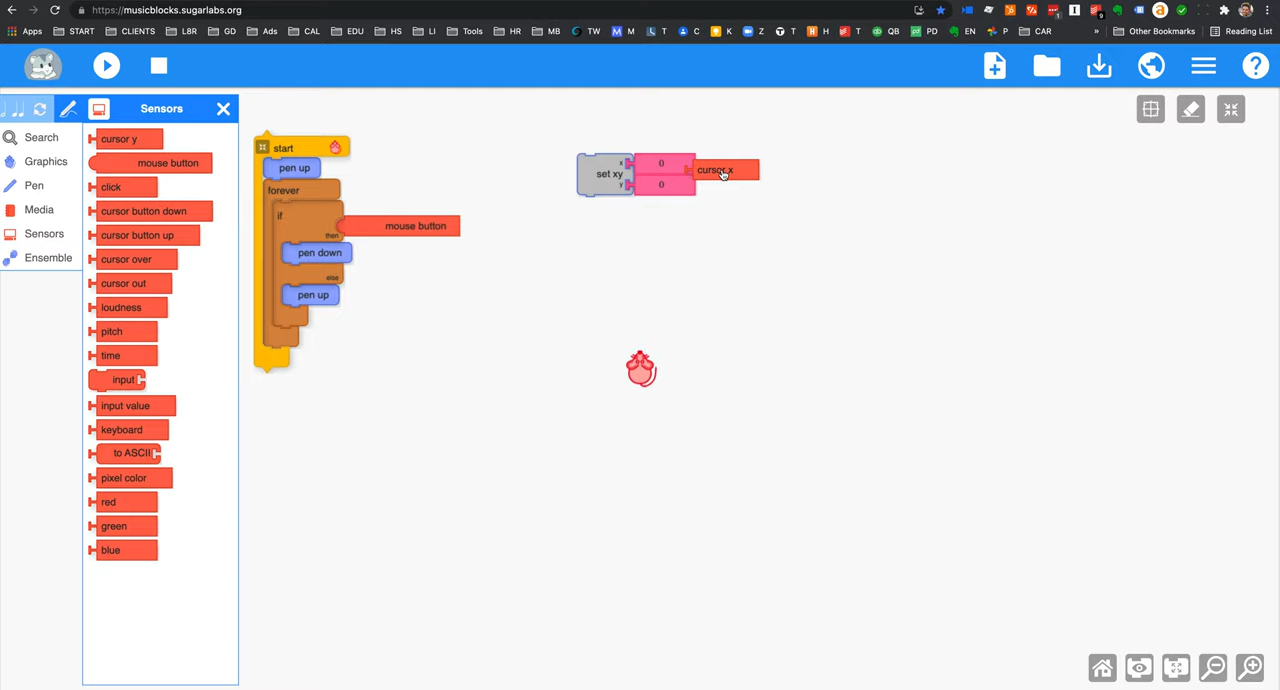 https://musicblocks.sugarlabs.org
Apps START CLIENTS LBR GD Ads CAL EDU HS LI Tools HR MB TW M T C K Z T H T QB PD EN P CAR » Other Bookmarks Reading List
Sensors
Search
Graphics
Pen
Media
Sensors
Ensemble
cursor y
mouse button
click
cursor button down
cursor button up
cursor over
cursor out
loudness
pitch
time
input
input value
keyboard
to ASCII
pixel color
red
green
blue
start
pen up
forever
if
mouse button
then
pen down
else
pen up
set xy
x
0
y
0
cursor x